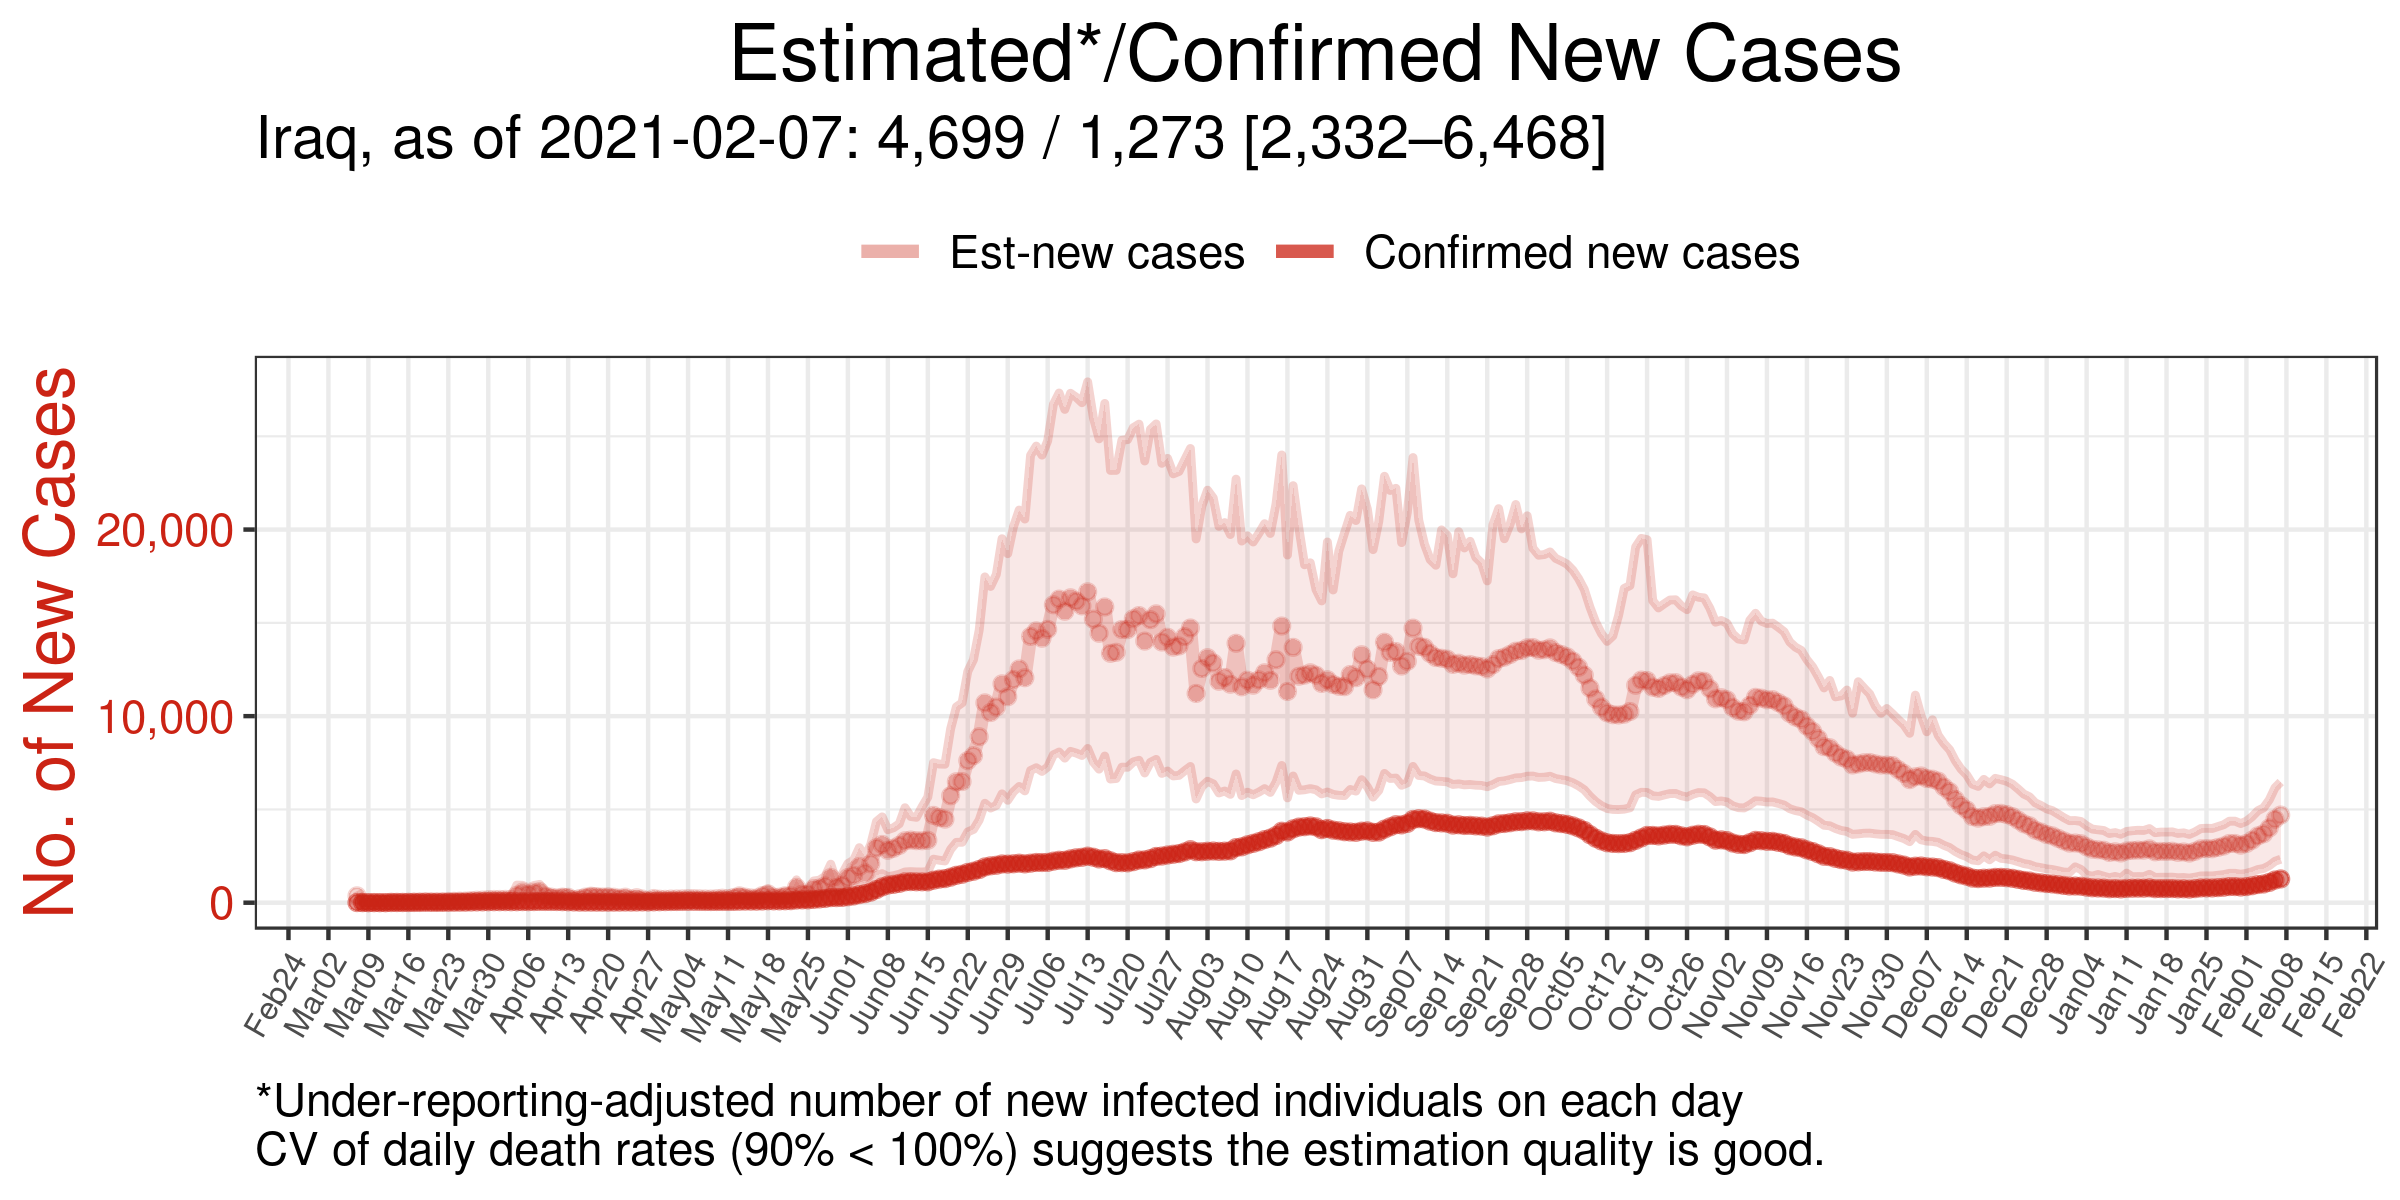 Estimated*/Confirmed New Cases
Iraq, as of 2021-02-07: 4,699 / 1,273 [2,332–6,468]
Est-new cases
Confirmed new cases
No. of New Cases
20,000
10,000
0
Feb24
Mar02
Mar09
Mar16
Mar23
Mar30
Apr06
Apr13
Apr20
Apr27
May04
May11
May18
May25
Jun01
Jun08
Jun15
Jun22
Jun29
Jul06
Jul13
Jul20
Jul27
Aug03
Aug10
Aug17
Aug24
Aug31
Sep07
Sep14
Sep21
Sep28
Oct05
Oct12
Oct19
Oct26
Nov02
Nov09
Nov16
Nov23
Nov30
Dec07
Dec14
Dec21
Dec28
Jan04
Jan11
Jan18
Jan25
Feb01
Feb08
Feb15
Feb22
*Under-reporting-adjusted number of new infected individuals on each day
CV of daily death rates (90% < 100%) suggests the estimation quality is good.